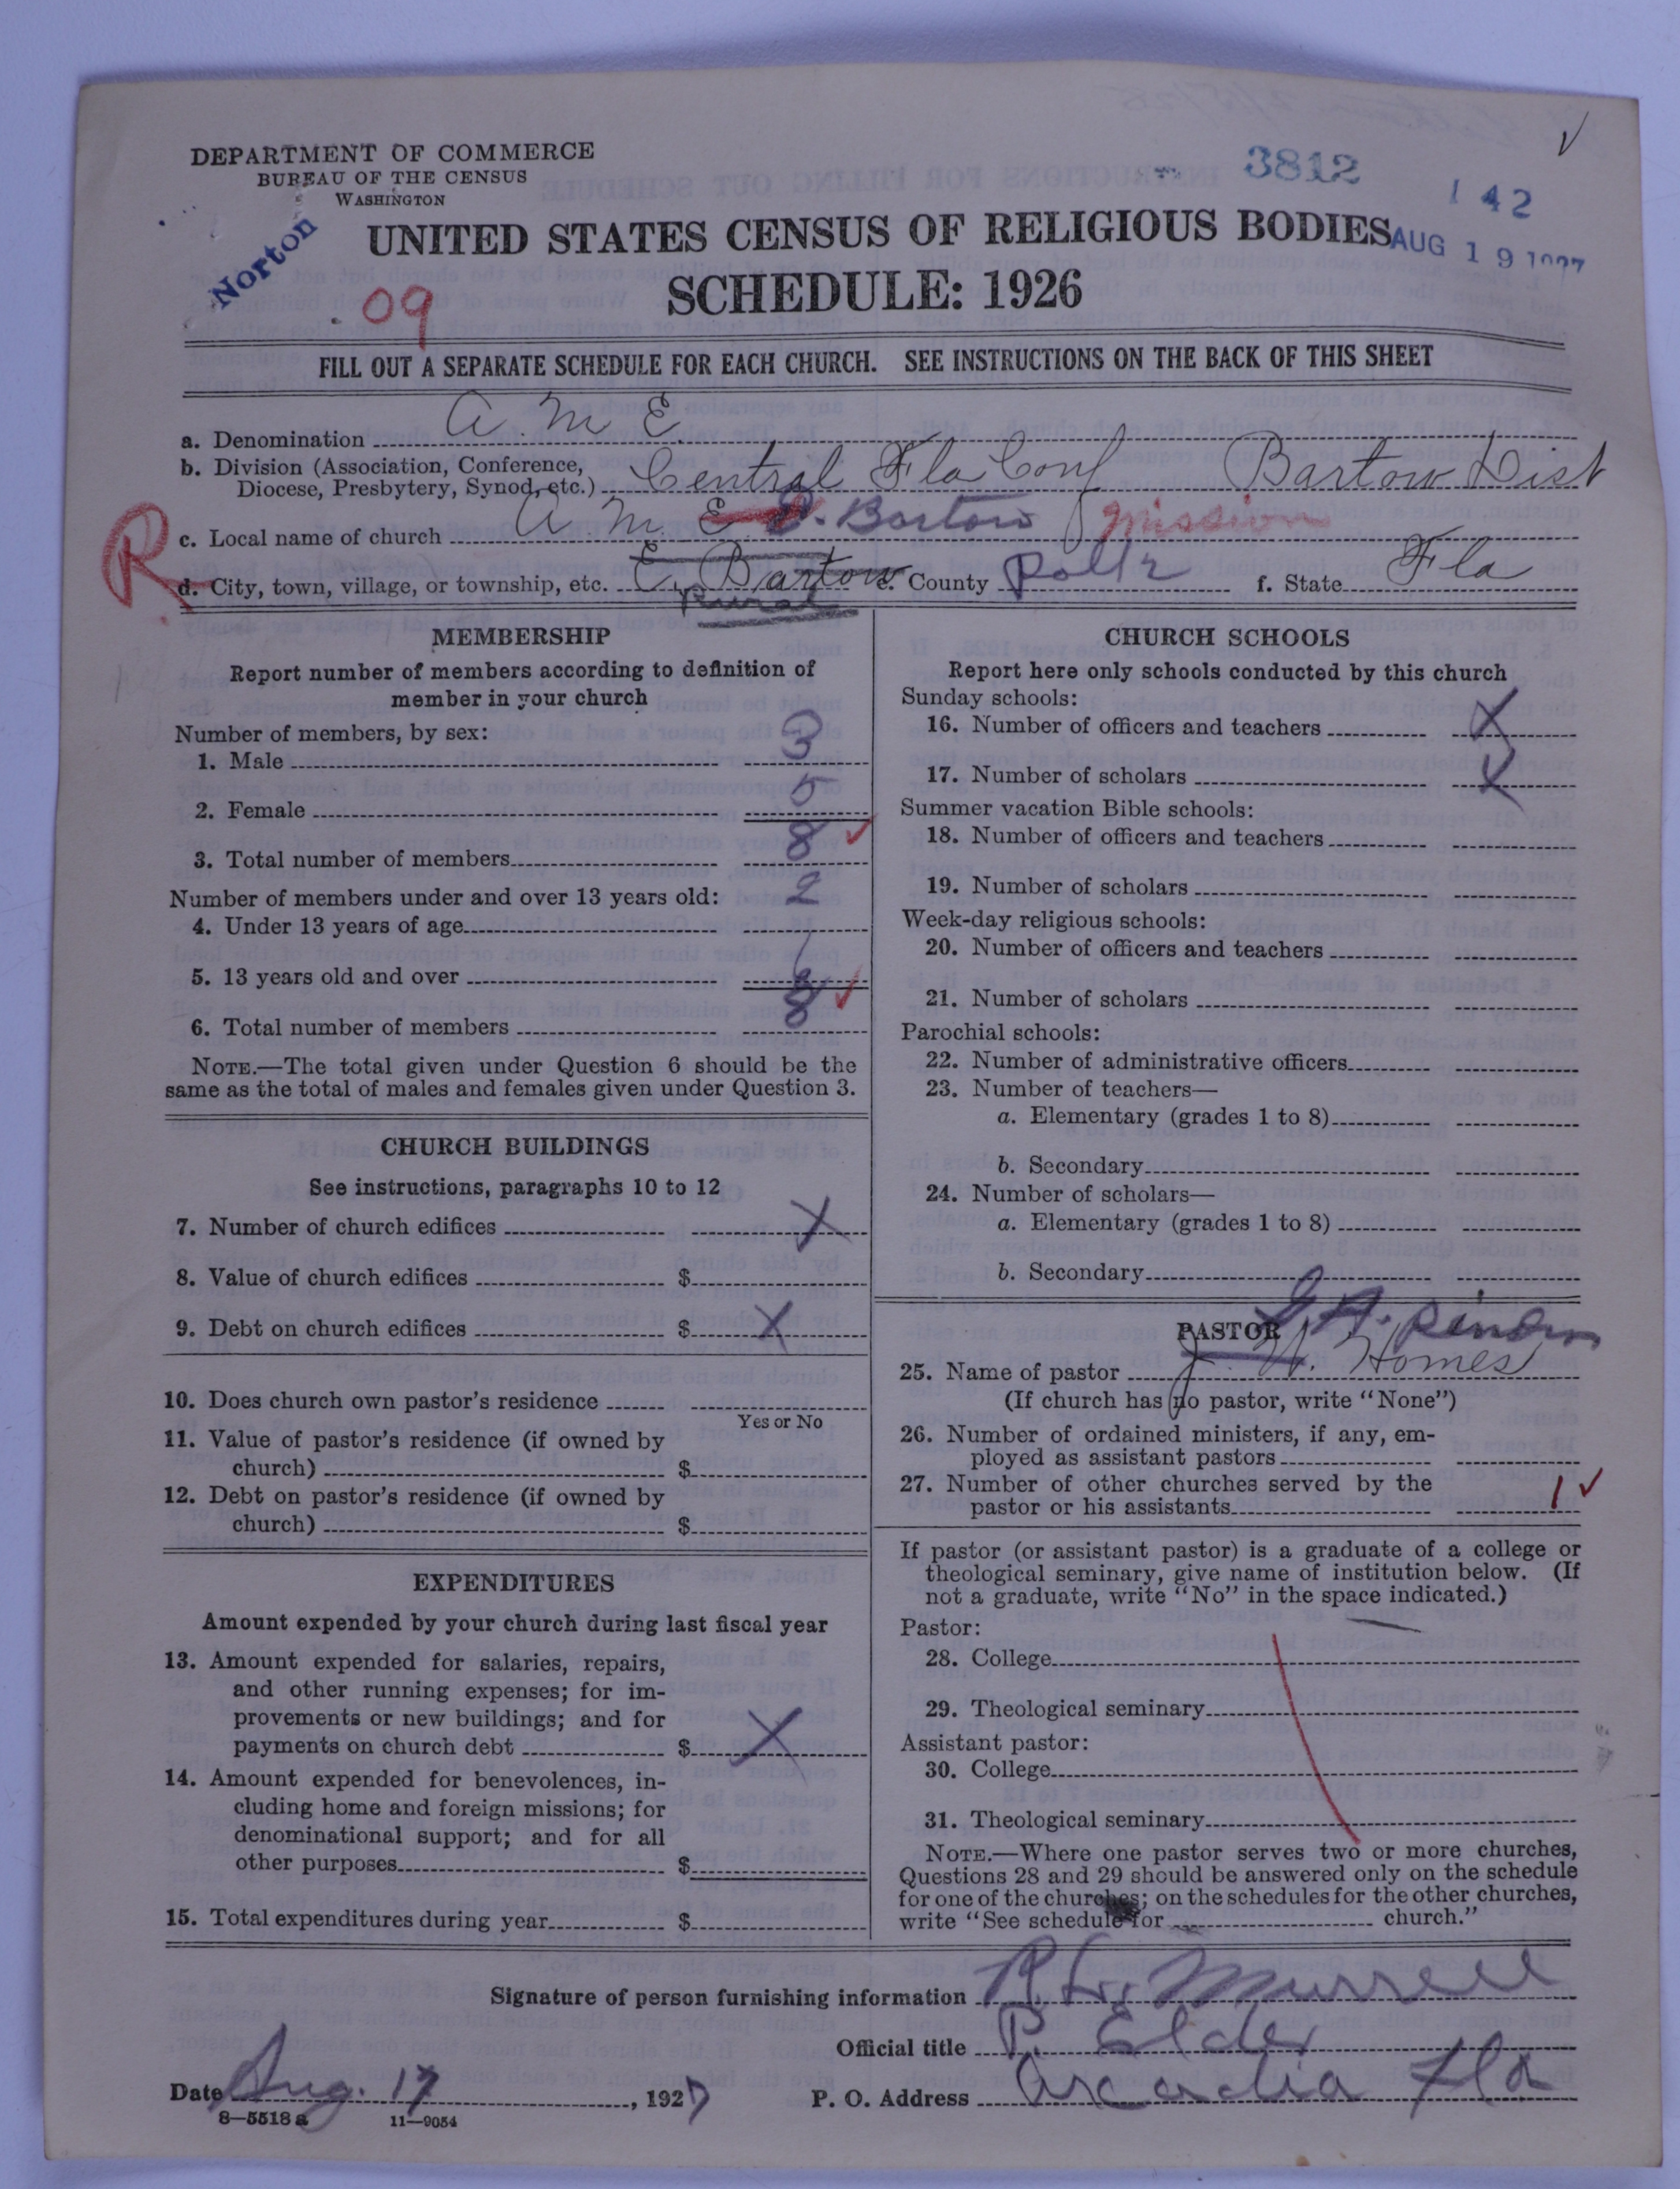 DEPARTMENT OF COMMERCE
BUREAU OF THE CENSUS
WASHINGTON
3812
142
Norton
UNITED STATES CENSUS OF RELIGIOUS BODIES
AUG 19 1927
SCHEDULE: 1926
09
FILL OUT A SEPARATE SCHEDULE FOR EACH CHURCH. SEE INSTRUCTIONS ON THE BACK OF THIS SHEET
a. Denomination A. M. E.
b. Division (Association, Conference, Diocese, Presbytery, Synod, etc.) Central Fla Conf Bartow Dist
R
c. Local name of church A. M. E. Bartow Mission
d. City, town, village, or township, etc. E. Bartow e. County Polk f. State Fla
Rural
MEMBERSHIP
Report number of members according to definition of
member in your church
Number of members, by sex:
1. Male 3
2. Female 5
3. Total number of members 8 ✓
Number of members under and over 13 years old:
4. Under 13 years of age 2
5. 13 years old and over 6
6. Total number of members 8 ✓
NOTE.—The total given under Question 6 should be the
same as the total of males and females given under Question 3.
CHURCH BUILDINGS
See instructions, paragraphs 10 to 12
7. Number of church edifices X
8. Value of church edifices $
9. Debt on church edifices $ X
10. Does church own pastor's residence
Yes or No
11. Value of pastor's residence (if owned by
church) $
12. Debt on pastor's residence (if owned by
church) $
EXPENDITURES
Amount expended by your church during last fiscal year
13. Amount expended for salaries, repairs,
and other running expenses; for im-
provements or new buildings; and for
payments on church debt $ X
14. Amount expended for benevolences, in-
cluding home and foreign missions; for
denominational support; and for all
other purposes $
15. Total expenditures during year $
CHURCH SCHOOLS
Report here only schools conducted by this church
Sunday schools:
16. Number of officers and teachers X
17. Number of scholars X
Summer vacation Bible schools:
18. Number of officers and teachers
19. Number of scholars
Week-day religious schools:
20. Number of officers and teachers
21. Number of scholars
Parochial schools:
22. Number of administrative officers
23. Number of teachers—
a. Elementary (grades 1 to 8)
b. Secondary
24. Number of scholars—
a. Elementary (grades 1 to 8)
b. Secondary
PASTOR
25. Name of pastor J. W. Homes
(If church has no pastor, write "None")
26. Number of ordained ministers, if any, em-
ployed as assistant pastors
27. Number of other churches served by the
pastor or his assistants 1 ✓
If pastor (or assistant pastor) is a graduate of a college or
theological seminary, give name of institution below. (If
not a graduate, write "No" in the space indicated.)
Pastor:
28. College
29. Theological seminary
Assistant pastor:
30. College
31. Theological seminary
NOTE.—Where one pastor serves two or more churches,
Questions 28 and 29 should be answered only on the schedule
for one of the churches; on the schedules for the other churches,
write "See schedule for church."
Signature of person furnishing information R. H. Murrell
Official title P. Elder
Date Aug. 17, 1927 P. O. Address Arcadia Fla
8—5518 a 11—9054